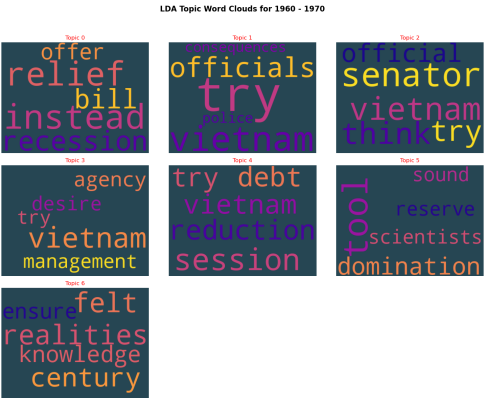 LDA Topic Word Clouds for 1960 - 1970
Topic 0
offer
relief
bill
instead
recession
Topic 1
consequences
officials
try
police
vietnam
Topic 2
official
senator
vietnam
think try
Topic 3
agency
desire
try
vietnam
management
Topic 4
try debt
vietnam
reduction
session
Topic 5
sound
tool
reserve
scientists
domination
Topic 6
ensure felt
realities
knowledge
century